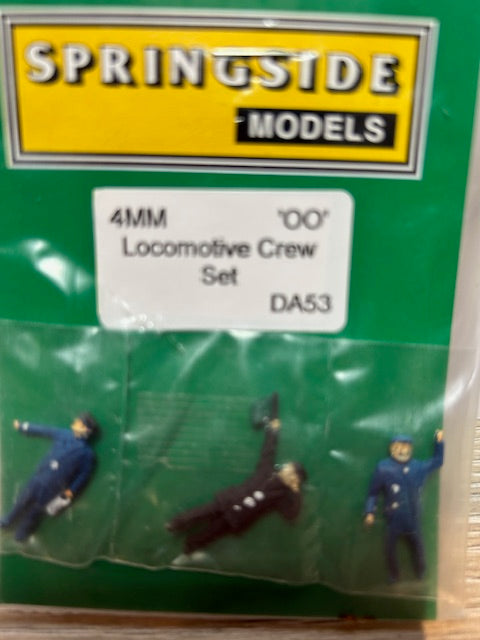 SPRINGSIDE
MODELS
4MM 'OO'
Locomotive Crew
Set
DA53